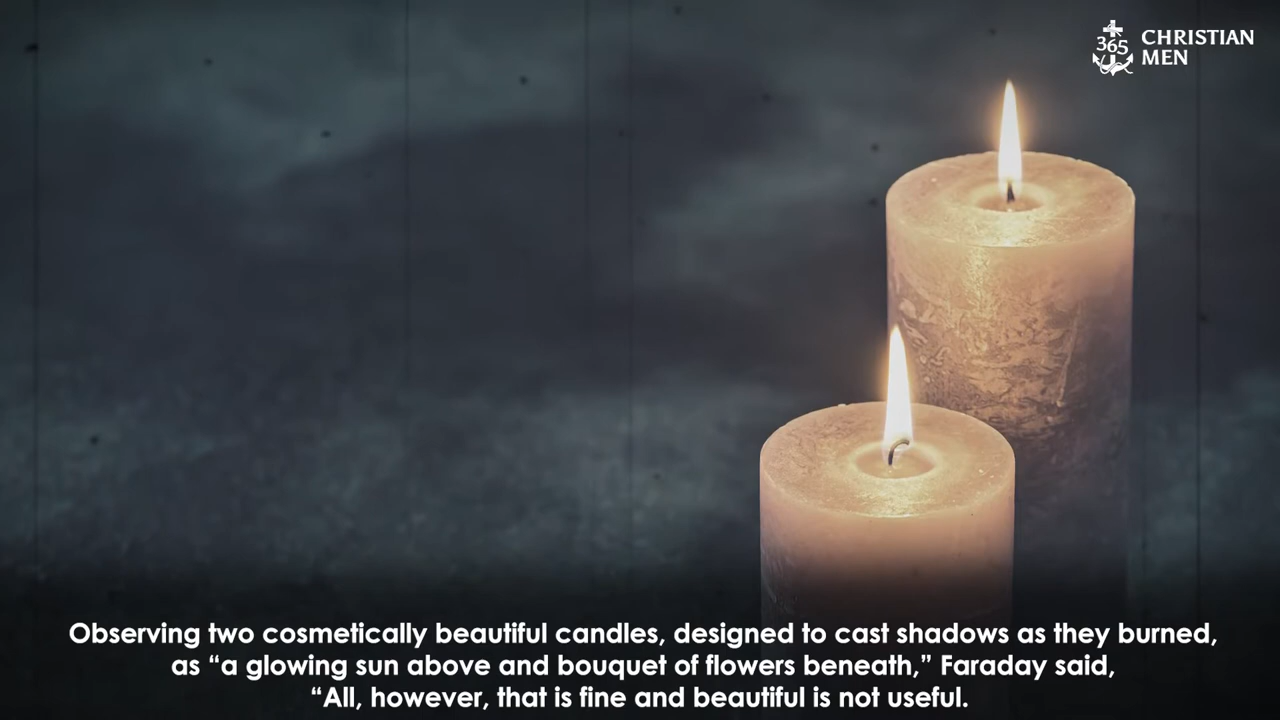 365
CHRISTIAN
MEN
Observing two cosmetically beautiful candles, designed to cast shadows as they burned,
as “a glowing sun above and bouquet of flowers beneath,” Faraday said,
“All, however, that is fine and beautiful is not useful.